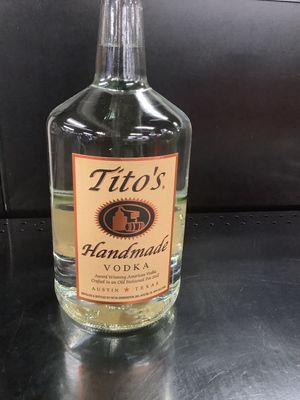 Tito's
Handmade
VODKA
Award Winning American Vodka
Crafted in an Old Fashioned Pot Still
AUSTIN ★ TEXAS